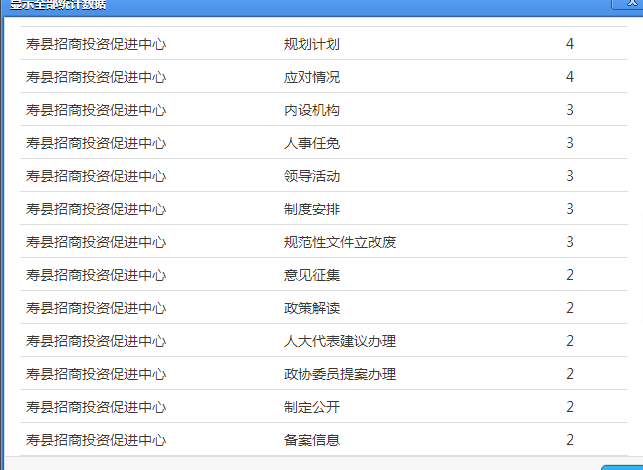 显示全部统计数据
寿县招商投资促进中心 规划计划 4
寿县招商投资促进中心 应对情况 4
寿县招商投资促进中心 内设机构 3
寿县招商投资促进中心 人事任免 3
寿县招商投资促进中心 领导活动 3
寿县招商投资促进中心 制度安排 3
寿县招商投资促进中心 规范性文件立改废 3
寿县招商投资促进中心 意见征集 2
寿县招商投资促进中心 政策解读 2
寿县招商投资促进中心 人大代表建议办理 2
寿县招商投资促进中心 政协委员提案办理 2
寿县招商投资促进中心 制定公开 2
寿县招商投资促进中心 备案信息 2